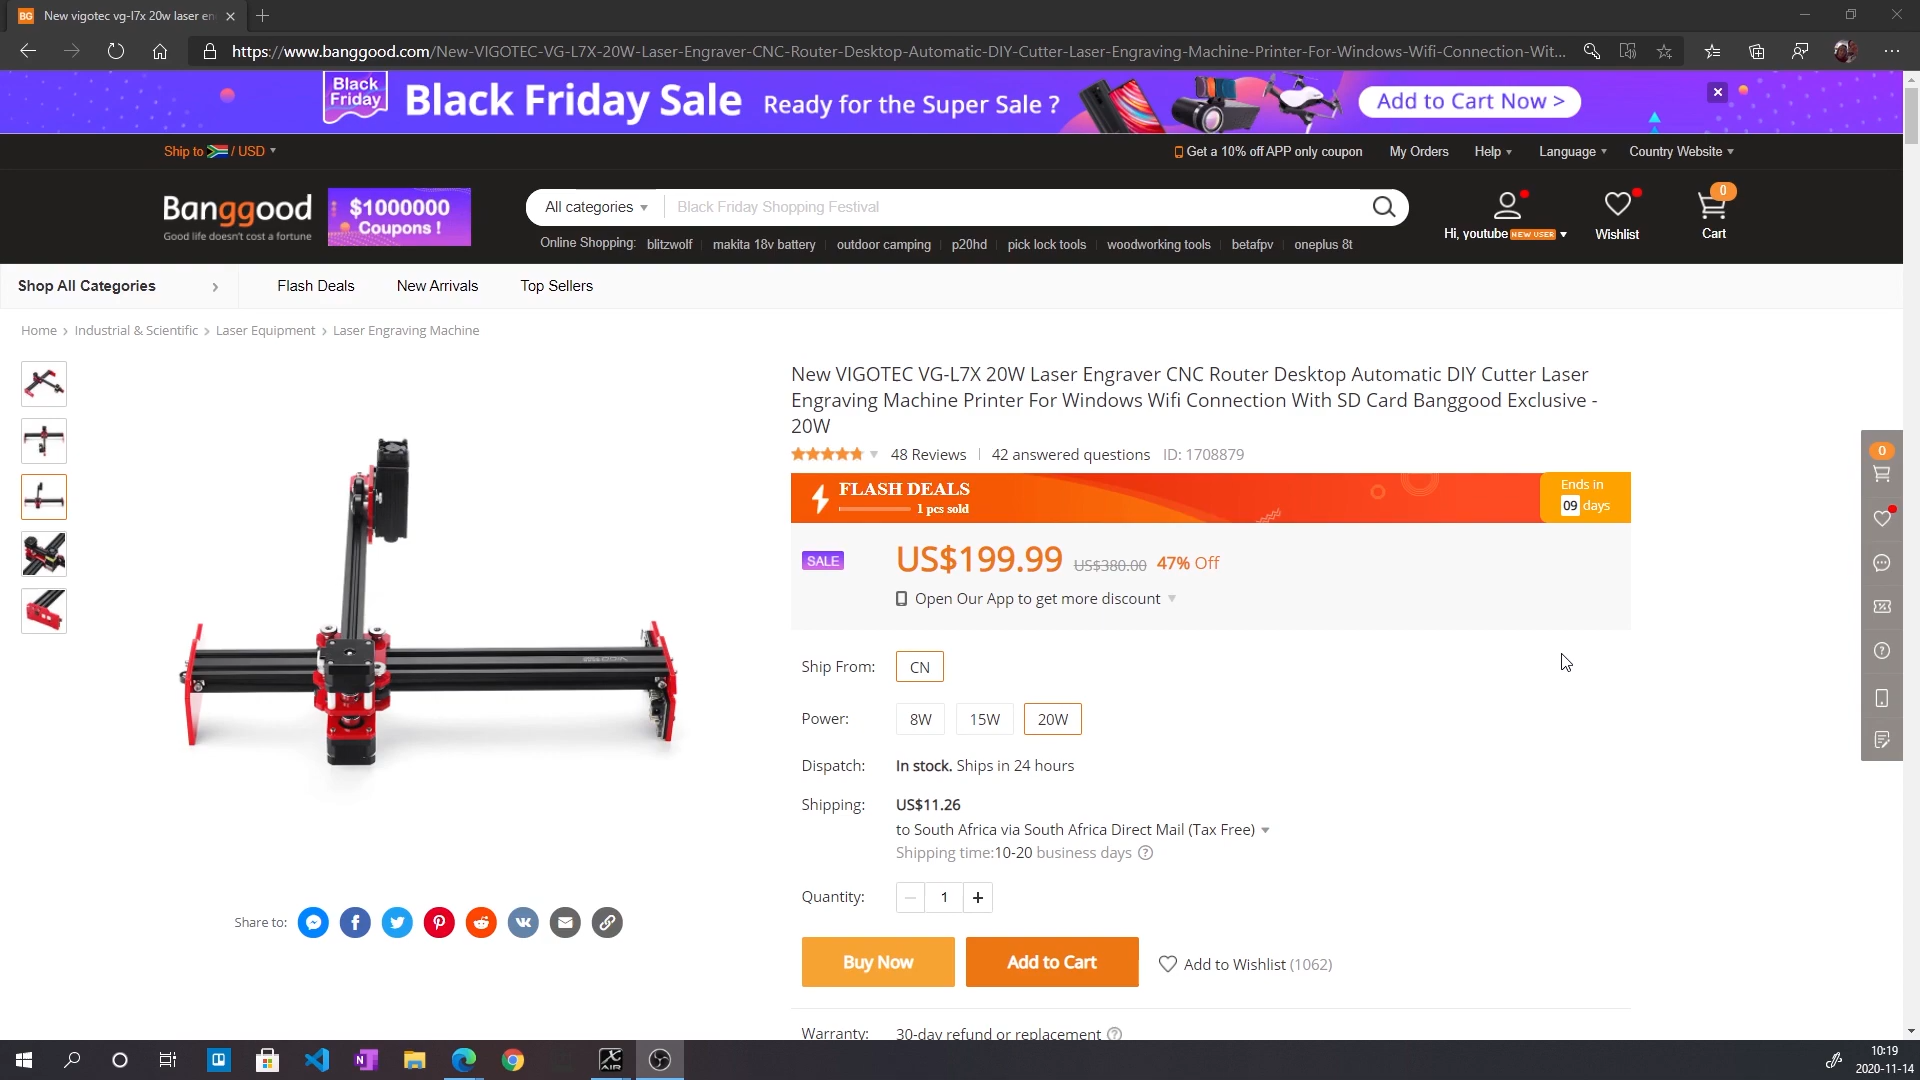 New vigotec vg-l7x 20w laser en
https://www.banggood.com/New-VIGOTEC-VG-L7X-20W-Laser-Engraver-CNC-Router-Desktop-Automatic-DIY-Cutter-Laser-Engraving-Machine-Printer-For-Windows-Wifi-Connection-Wit...
Black Friday
Black Friday Sale Ready for the Super Sale ? Add to Cart Now >
Ship to / USD
Get a 10% off APP only coupon My Orders Help Language Country Website
Banggood
Good life doesn't cost a fortune
$1000000
Coupons !
All categories Black Friday Shopping Festival
0
Hi, youtube NEW USER Wishlist Cart
Online Shopping: blitzwolf makita 18v battery outdoor camping p20hd pick lock tools woodworking tools betafpv oneplus 8t
Shop All Categories > Flash Deals New Arrivals Top Sellers
Home > Industrial & Scientific > Laser Equipment > Laser Engraving Machine
New VIGOTEC VG-L7X 20W Laser Engraver CNC Router Desktop Automatic DIY Cutter Laser
Engraving Machine Printer For Windows Wifi Connection With SD Card Banggood Exclusive -
20W
48 Reviews 42 answered questions ID: 1708879
FLASH DEALS
1 pcs sold
Ends in
09 days
SALE US$199.99 US$380.00 47% Off
Open Our App to get more discount
Ship From: CN
Power: 8W 15W 20W
Dispatch: In stock. Ships in 24 hours
Shipping: US$11.26
to South Africa via South Africa Direct Mail (Tax Free)
Shipping time:10-20 business days
Quantity: 1 +
Share to:
Buy Now Add to Cart Add to Wishlist (1062)
Warranty: 30-day refund or replacement
0
X AIR
10:19
2020-11-14